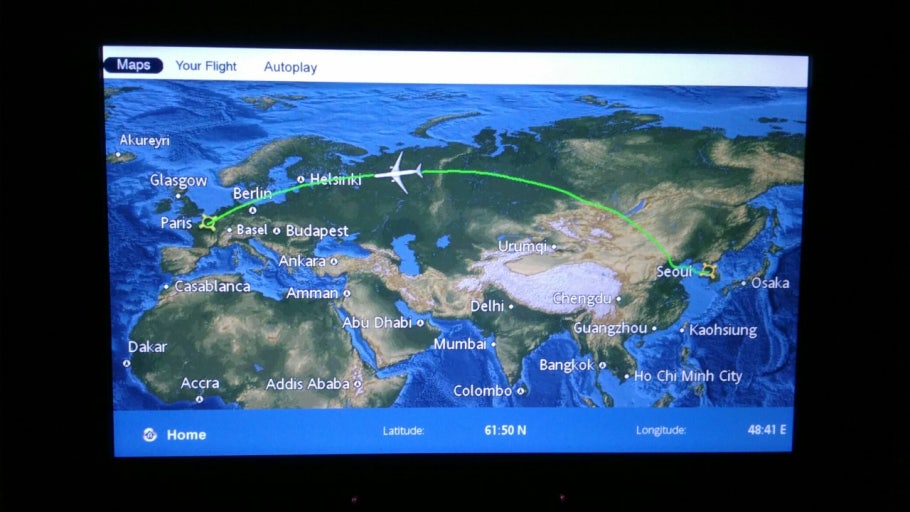 Maps Your Flight Autoplay
Akureyri
Glasgow
Helsinki
Berlin
Paris
Basel
Budapest
Urumqi
Ankara
Seoul
Casablanca
Osaka
Amman
Chengdu
Delhi
Abu Dhabi
Guangzhou
Kaohsiung
Mumbai
Dakar
Bangkok
Ho Chi Minh City
Accra
Addis Ababa
Colombo
Home Latitude: 61:50 N Longitude: 48:41 E